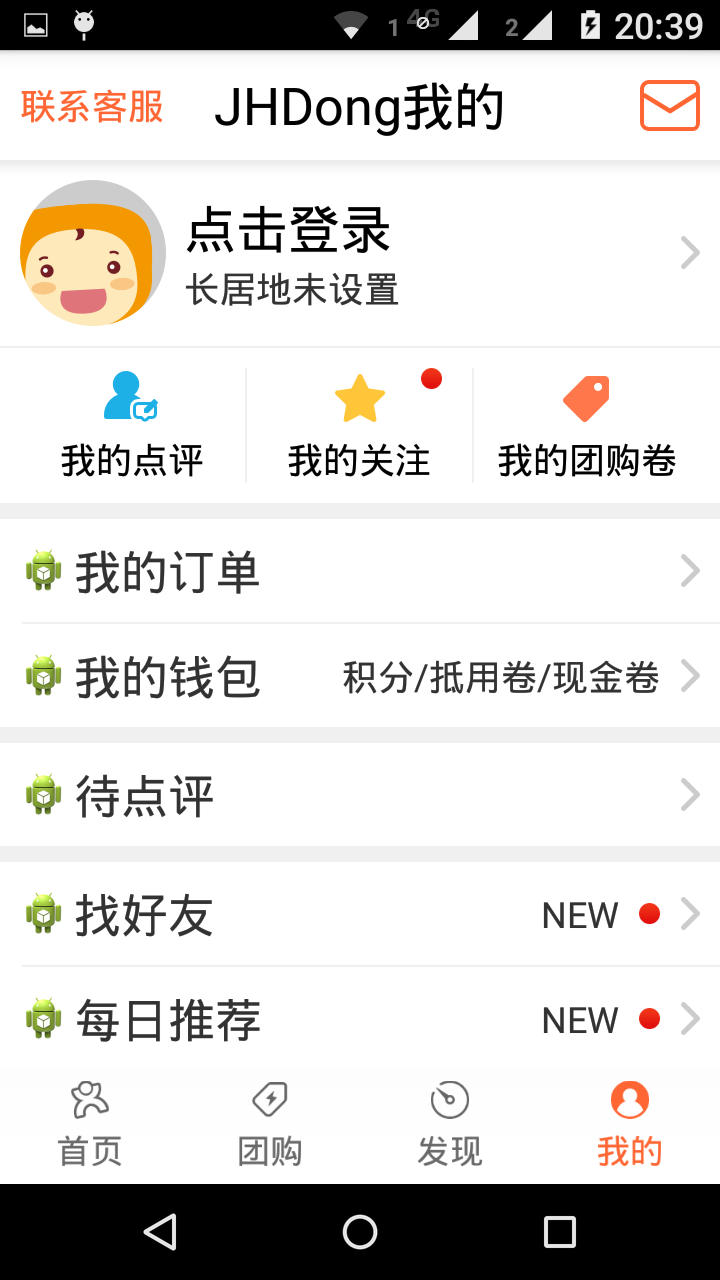 1 4G 2 20:39
联系客服 JHDong我的
点击登录
长居地未设置
我的点评 我的关注 我的团购卷
我的订单
我的钱包 积分/抵用卷/现金卷
待点评
找好友 NEW
每日推荐 NEW
首页 团购 发现 我的